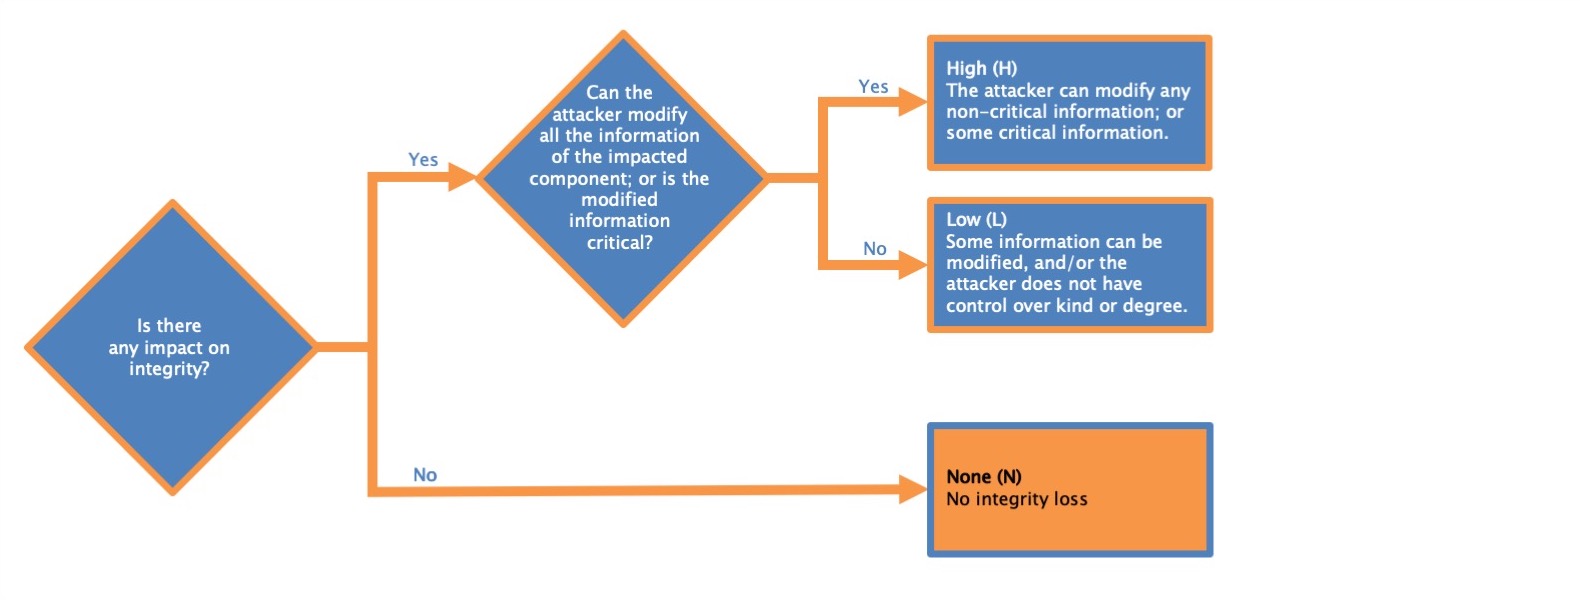 Is there
any impact on
integrity?
Yes
No
Can the
attacker modify
all the information
of the impacted
component; or is the
modified
information
critical?
Yes
No
High (H)
The attacker can modify any
non-critical information; or
some critical information.
Low (L)
Some information can be
modified, and/or the
attacker does not have
control over kind or degree.
None (N)
No integrity loss